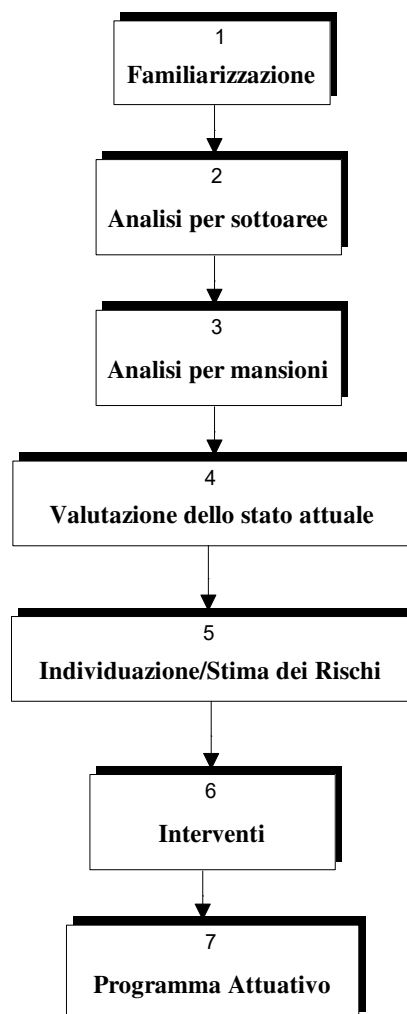 1
Familiarizzazione
2
Analisi per sottoaree
3
Analisi per mansioni
4
Valutazione dello stato attuale
5
Individuazione/Stima dei Rischi
6
Interventi
7
Programma Attuativo